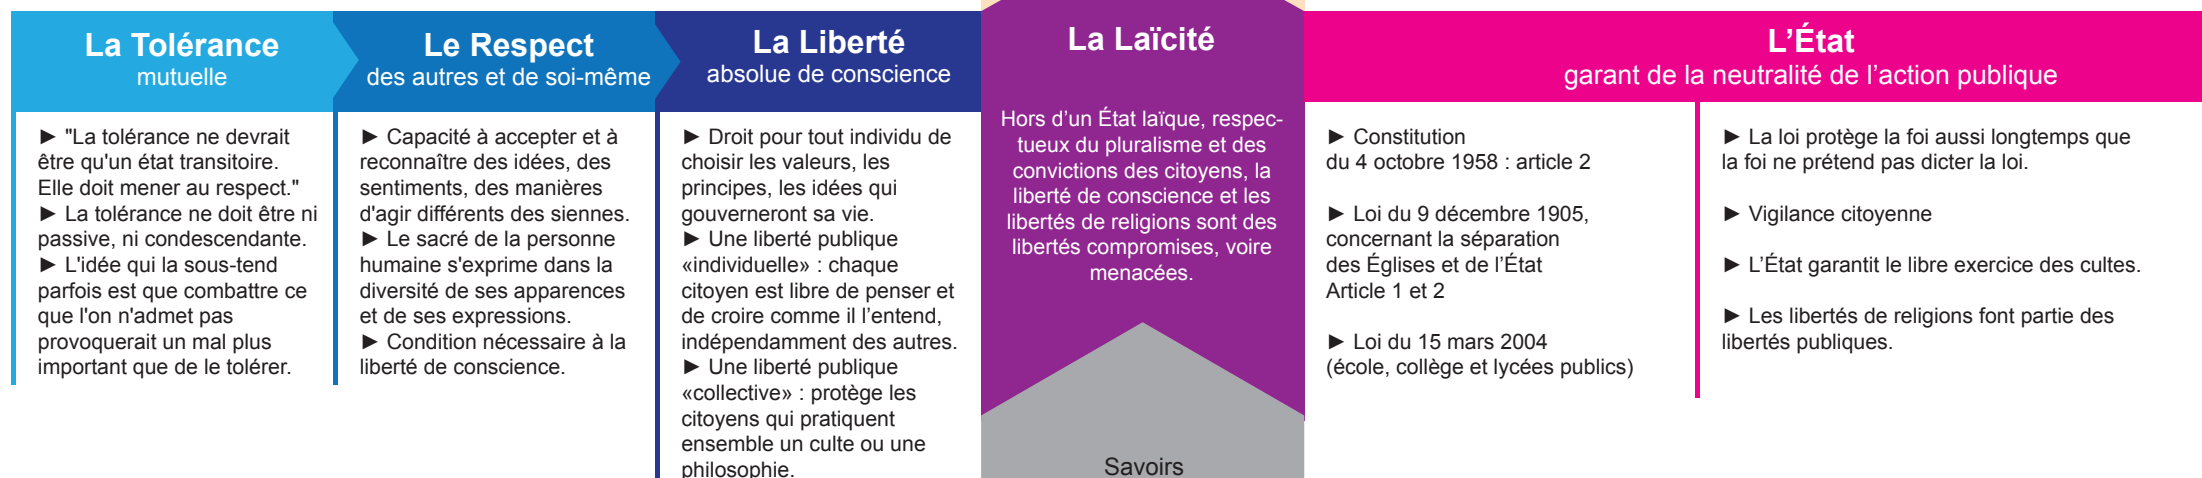 La Tolérance
mutuelle
► "La tolérance ne devrait
être qu'un état transitoire.
Elle doit mener au respect."
► La tolérance ne doit être ni
passive, ni condescendante.
► L'idée qui la sous-tend
parfois est que combattre ce
que l'on n'admet pas
provoquerait un mal plus
important que de le tolérer.
Le Respect
des autres et de soi-même
► Capacité à accepter et à
reconnaître des idées, des
sentiments, des manières
d'agir différents des siennes.
► Le sacré de la personne
humaine s'exprime dans la
diversité de ses apparences
et de ses expressions.
► Condition nécessaire à la
liberté de conscience.
La Liberté
absolue de conscience
► Droit pour tout individu de
choisir les valeurs, les
principes, les idées qui
gouverneront sa vie.
► Une liberté publique
«individuelle» : chaque
citoyen est libre de penser et
de croire comme il l’entend,
indépendamment des autres.
► Une liberté publique
«collective» : protège les
citoyens qui pratiquent
ensemble un culte ou une
philosophie.
La Laïcité
Hors d’un État laïque, respec-
tueux du pluralisme et des
convictions des citoyens, la
liberté de conscience et les
libertés de religions sont des
libertés compromises, voire
menacées.
Savoirs
L’État
garant de la neutralité de l’action publique
► Constitution
du 4 octobre 1958 : article 2
► Loi du 9 décembre 1905,
concernant la séparation
des Églises et de l’État
Article 1 et 2
► Loi du 15 mars 2004
(école, collège et lycées publics)
► La loi protège la foi aussi longtemps que
la foi ne prétend pas dicter la loi.
► Vigilance citoyenne
► L’État garantit le libre exercice des cultes.
► Les libertés de religions font partie des
libertés publiques.